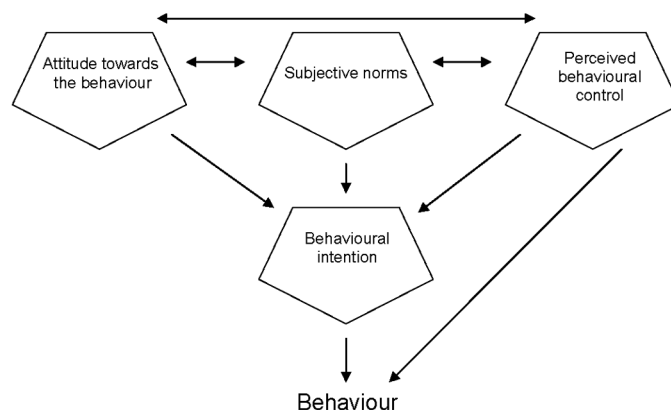 Attitude towards
the behaviour
Subjective norms
Perceived
behavioural
control
Behavioural
intention
Behaviour